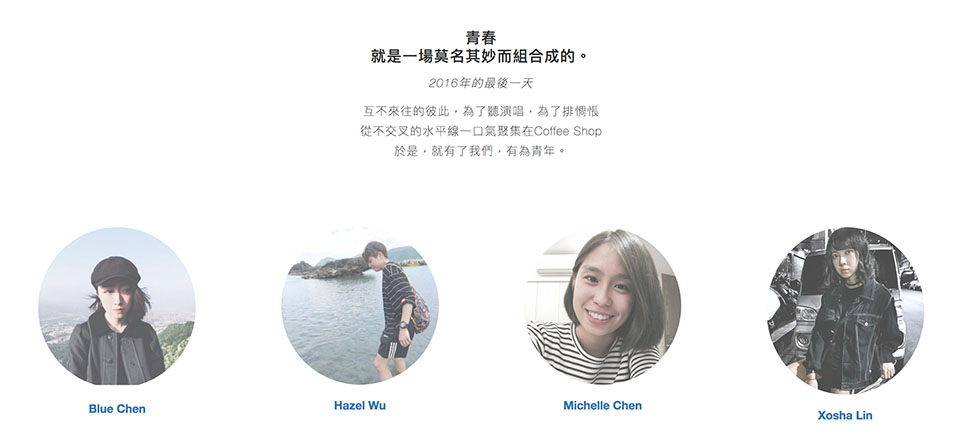 青春
就是一場莫名其妙而組合成的。
2016年的最後一天
互不來往的彼此，為了聽演唱，為了排惆悵
從不交叉的水平線一口氣聚集在Coffee Shop
於是，就有了我們，有為青年。
Blue Chen
Hazel Wu
Michelle Chen
Xosha Lin